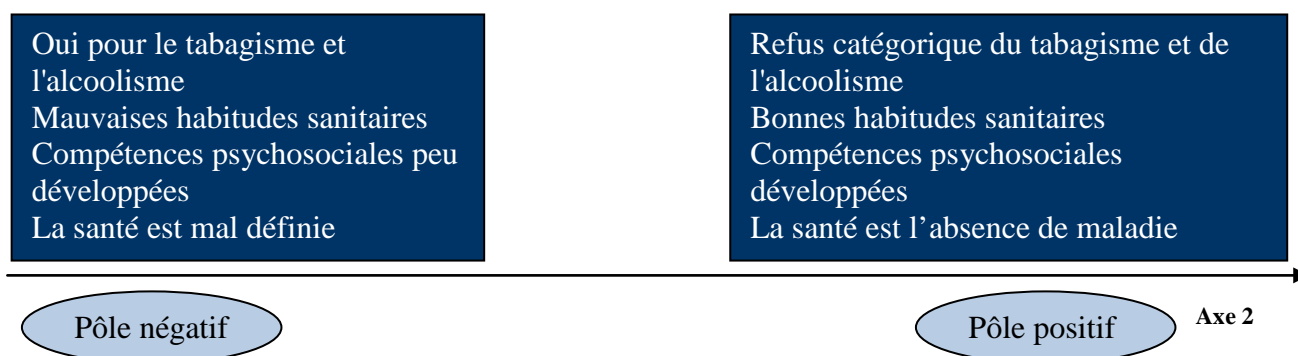 Oui pour le tabagisme et
l'alcoolisme
Mauvaises habitudes sanitaires
Compétences psychosociales peu
développées
La santé est mal définie
Refus catégorique du tabagisme et de
l'alcoolisme
Bonnes habitudes sanitaires
Compétences psychosociales
développées
La santé est l’absence de maladie
Pôle négatif
Pôle positif
Axe 2